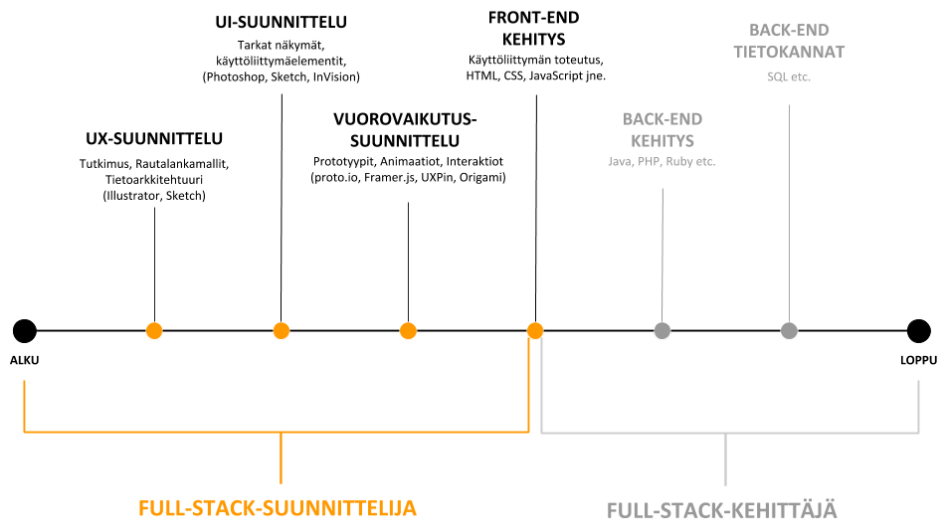 UX-SUUNNITTELU
Tutkimus, Rautalankamallit,
Tietoarkkitehtuuri
(Illustrator, Sketch)
UI-SUUNNITTELU
Tarkat näkymät,
käyttöliittymäelementit,
(Photoshop, Sketch, InVision)
VUOROVAIKUTUS-
SUUNNITTELU
Prototyypit, Animaatiot, Interaktiot
(proto.io, Framer.js, UXPin, Origami)
FRONT-END
KEHITYS
Käyttöliittymän toteutus,
HTML, CSS, JavaScript jne.
BACK-END
KEHITYS
Java, PHP, Ruby etc.
BACK-END
TIETOKANNAT
SQL etc.
ALKU
LOPPU
FULL-STACK-SUUNNITTELIJA
FULL-STACK-KEHITTÄJÄ